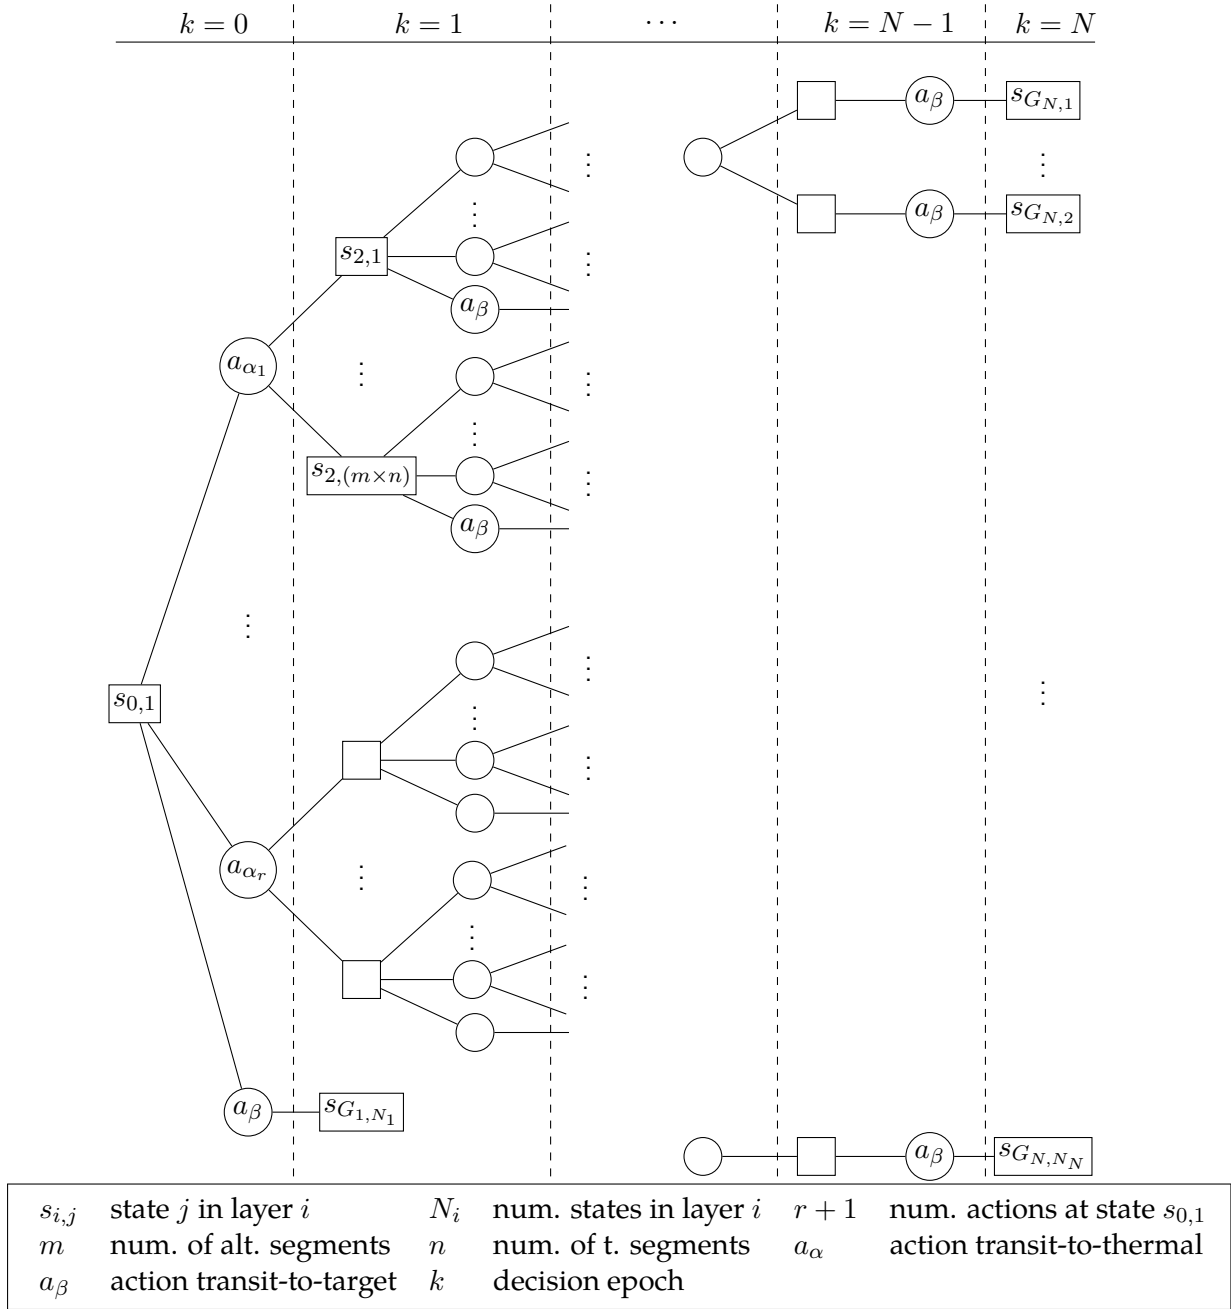 k = 0 k = 1 ⋯ k = N − 1 k = N
a_β s_{G_{N,1}}
⋮ ⋮
a_β s_{G_{N,2}}
⋮
s_{2,1} ⋮
a_β
a_{α_1} ⋮ ⋮
⋮
s_{2,(m×n)} ⋮
a_β
⋮
⋮
s_{0,1} ⋮ ⋮
⋮
a_{α_r} ⋮ ⋮
⋮
⋮
a_β s_{G_{1,N_1}}
a_β s_{G_{N,N_N}}
s_{i,j} state j in layer i N_i num. states in layer i r + 1 num. actions at state s_{0,1}
m num. of alt. segments n num. of t. segments a_α action transit-to-thermal
a_β action transit-to-target k decision epoch